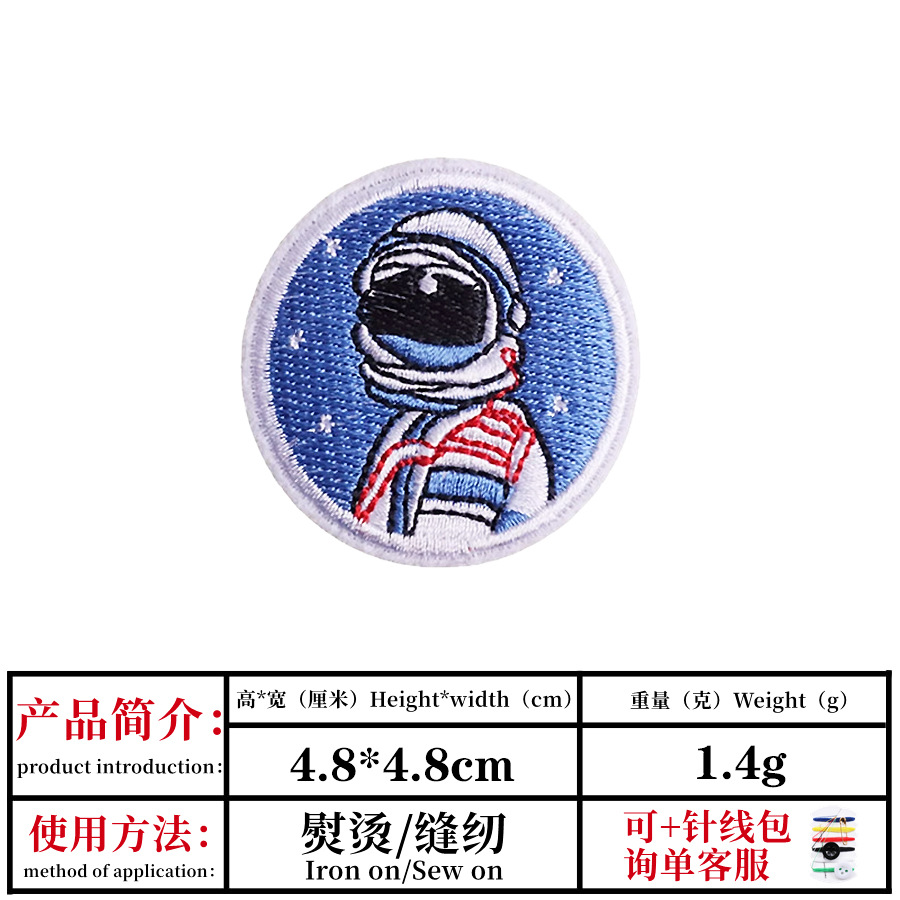 产品简介：
product introduction：
高*宽（厘米）Height*width（cm）
重量（克）Weight（g）
4.8*4.8cm
1.4g
使用方法：
method of application：
熨烫/缝纫
Iron on/Sew on
可+针线包
询单客服